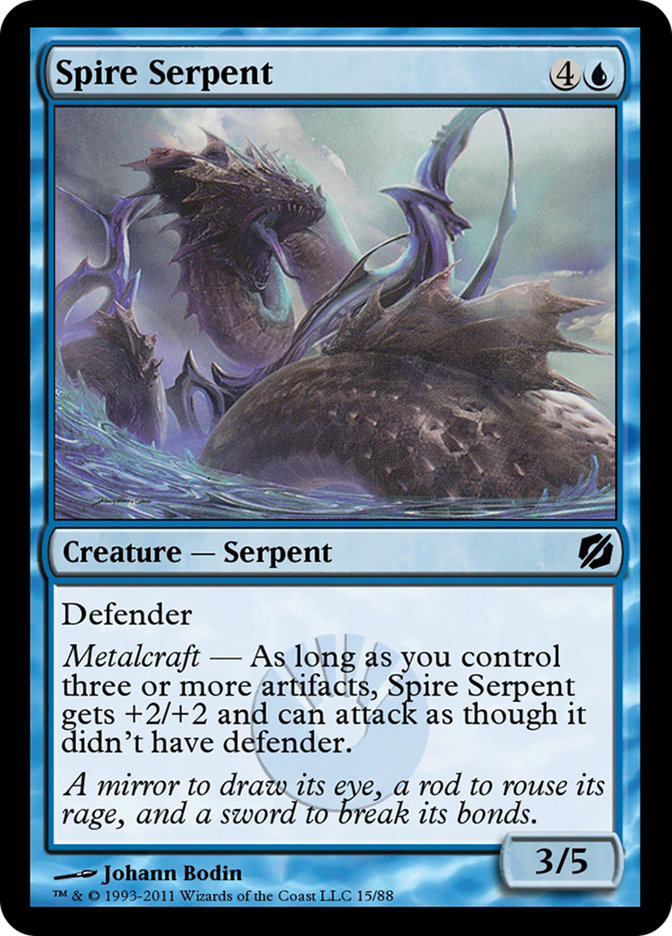 Spire Serpent 4
Creature — Serpent
Defender
Metalcraft — As long as you control
three or more artifacts, Spire Serpent
gets +2/+2 and can attack as though it
didn't have defender.
A mirror to draw its eye, a rod to rouse its
rage, and a sword to break its bonds.
3/5
Johann Bodin
™ & © 1993-2011 Wizards of the Coast LLC 15/88